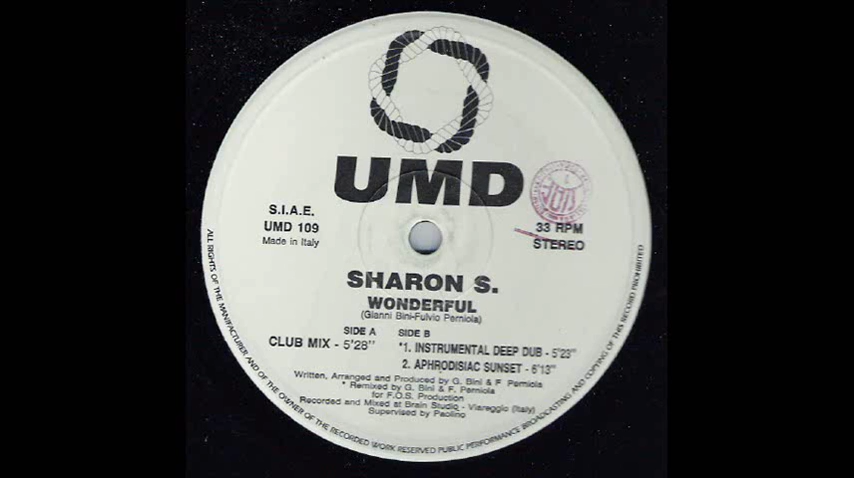 UMD
S.I.A.E.
UMD 109
Made in Italy
33 RPM
STEREO
SHARON S.
WONDERFUL
(Gianni Bini-Fulvio Perniola)
SIDE A
CLUB MIX - 5'28"
SIDE B
*1. INSTRUMENTAL DEEP DUB - 5'23"
2. APHRODISIAC SUNSET - 6'13"
Written, Arranged and Produced by G. Bini & F. Perniola
* Remixed by G. Bini & F. Perniola
for F.O.S. Production
Recorded and Mixed at Brain Studio - Viareggio (Italy)
Supervised by Paolino
ALL RIGHTS OF THE MANUFACTURER AND OF THE OWNER OF THE RECORDED WORK RESERVED PUBLIC PERFORMANCE BROADCASTING AND COPYING OF THIS RECORD PROHIBITED